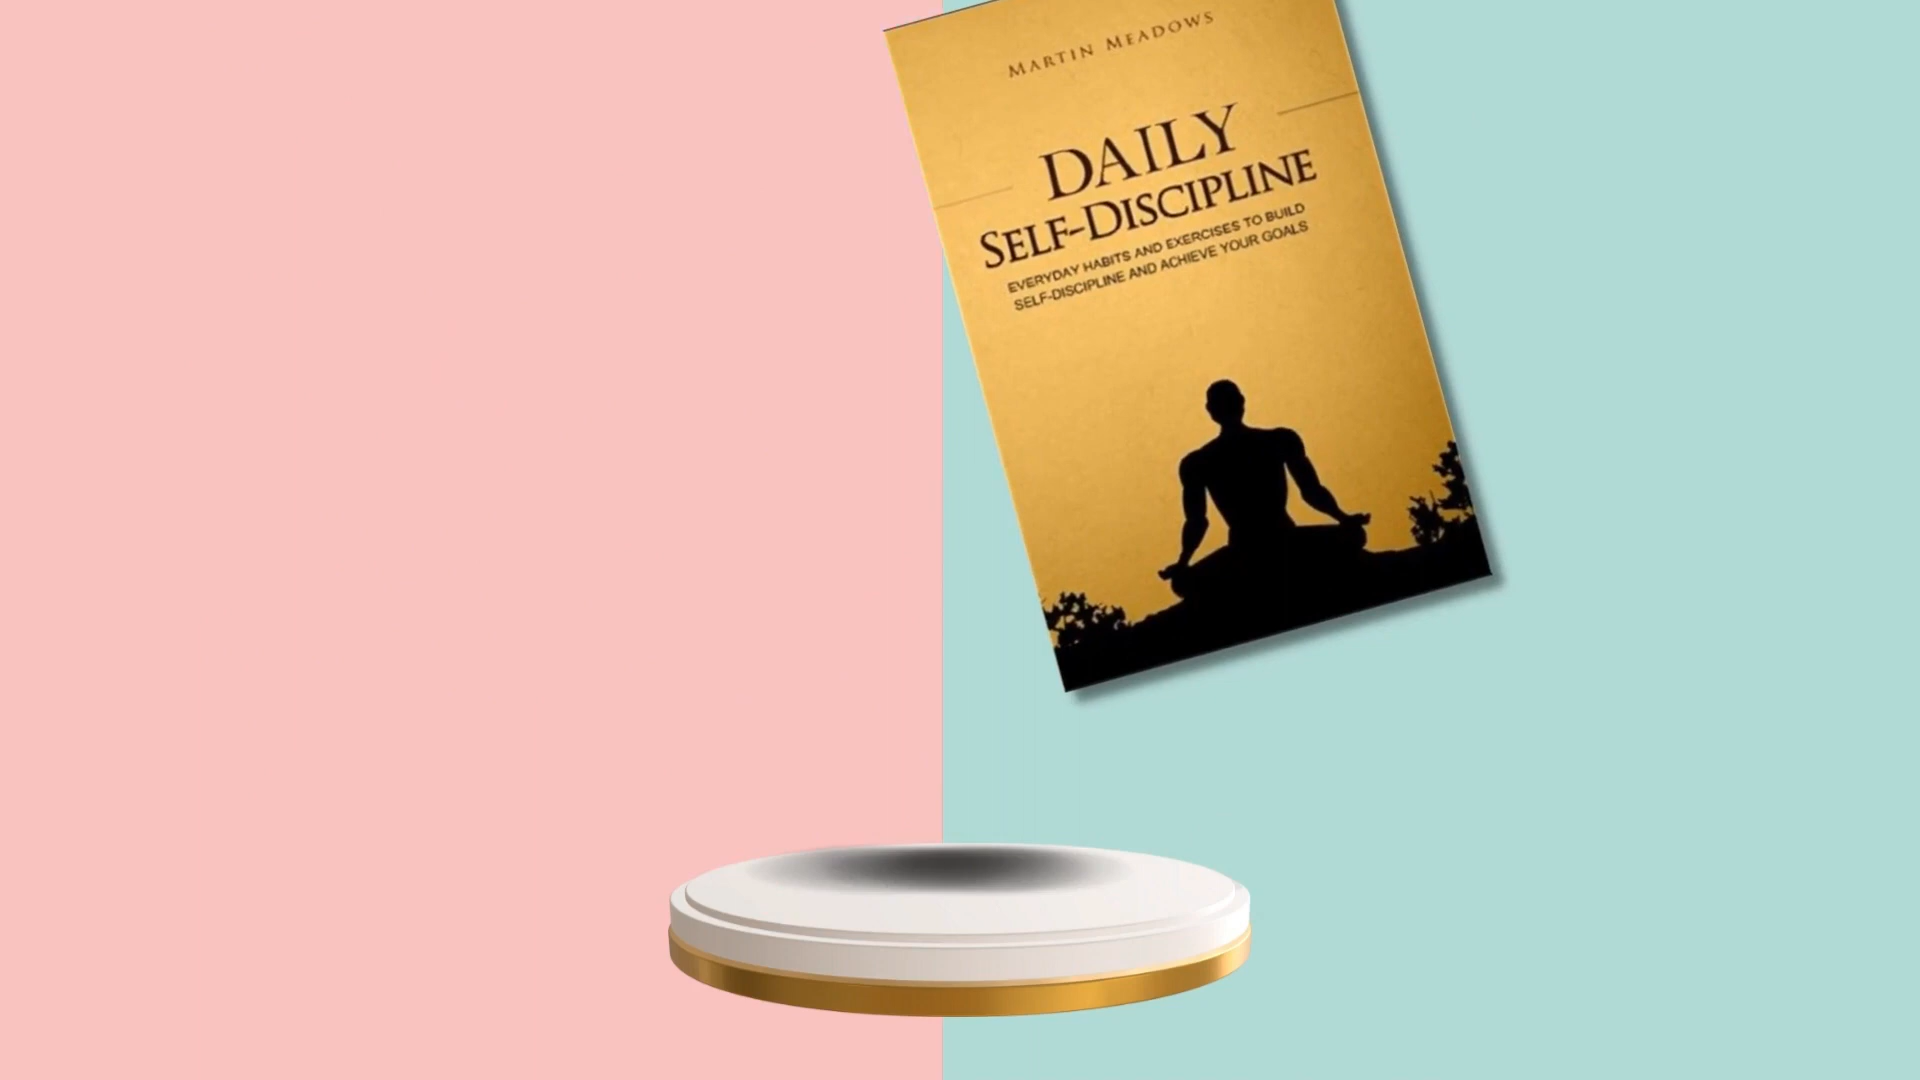 MARTIN MEADOWS
DAILY
SELF-DISCIPLINE
EVERYDAY HABITS AND EXERCISES TO BUILD
SELF-DISCIPLINE AND ACHIEVE YOUR GOALS